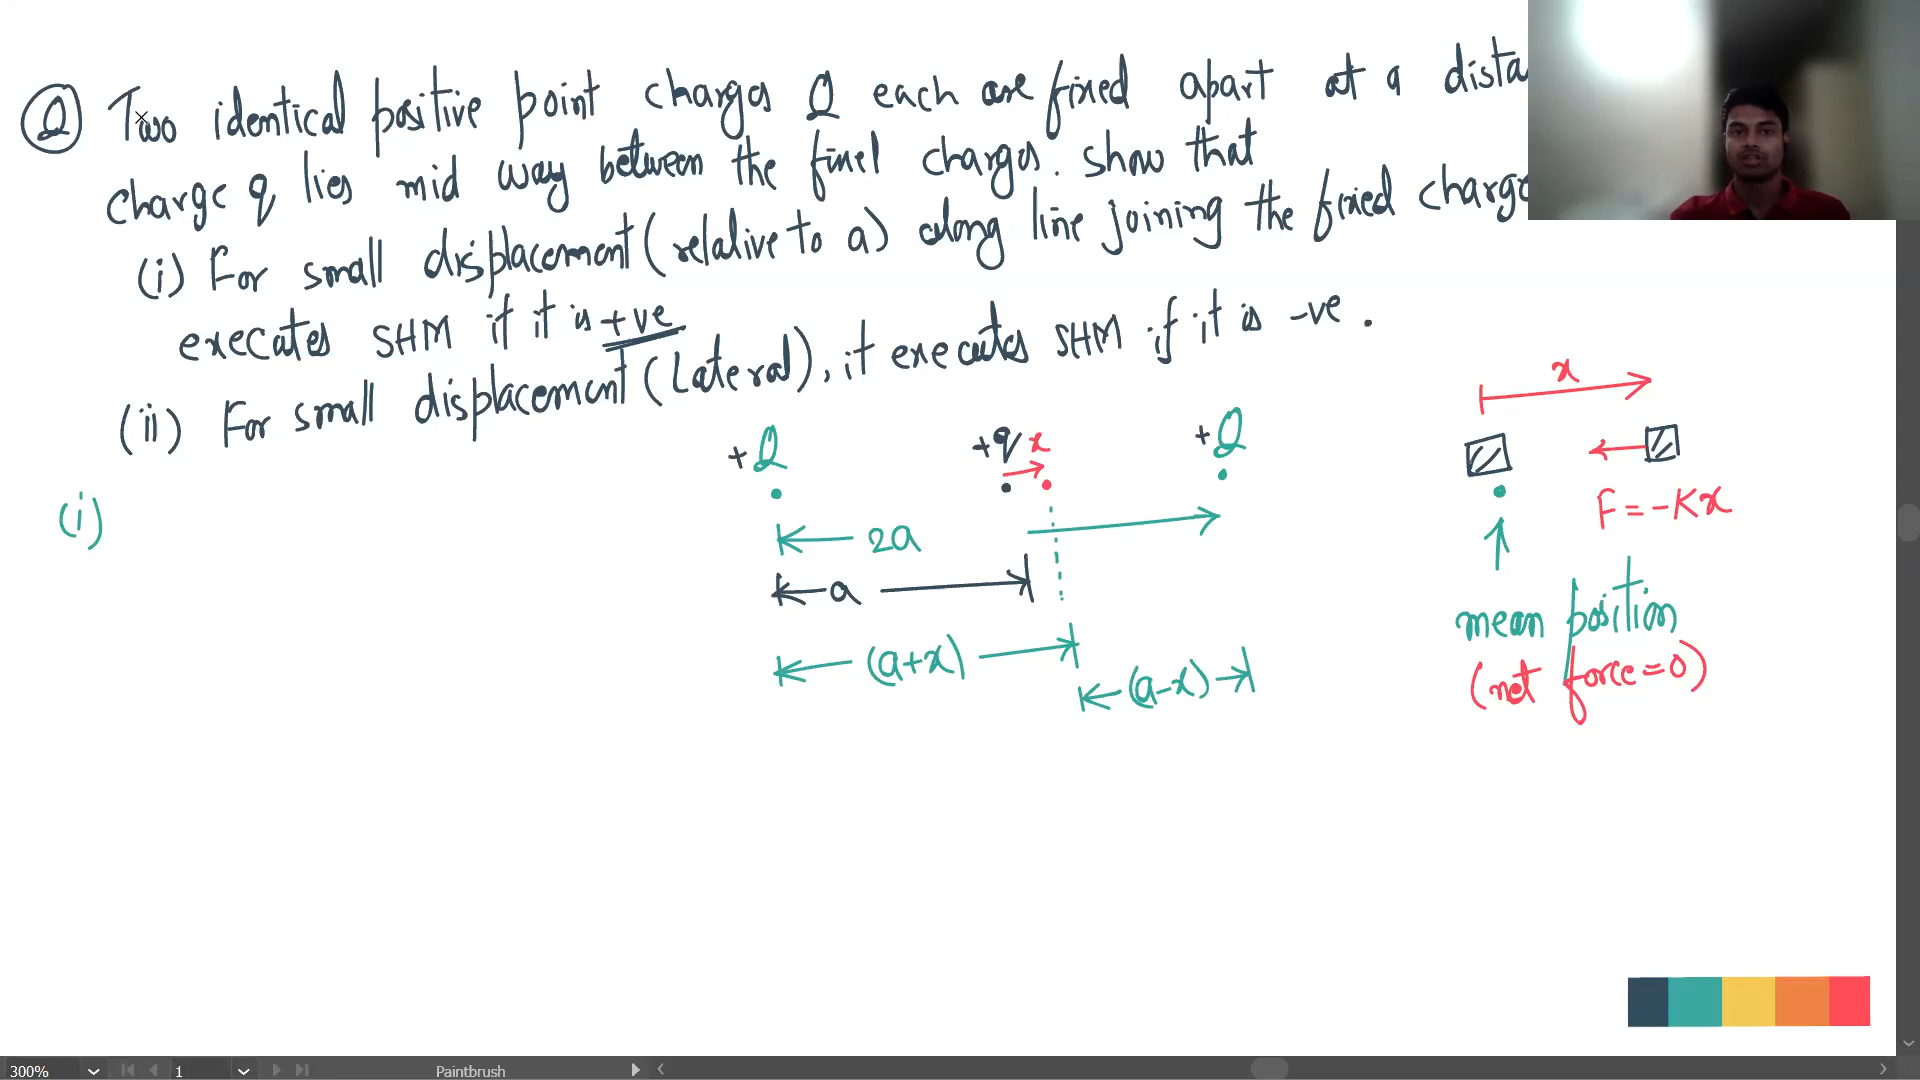 Q Two identical positive point charges Q each are fixed apart at a dista
charge q lies mid way between the fixed charges. Show that
(i) For small displacement (relative to a) along line joining the fixed charge
executes SHM if it is +ve
(ii) For small displacement (Lateral), it executes SHM if it is -ve.
x
+Q +q x +Q
(i)
F = -Kx
2a
a
mean position
(a+x)
(a-x)
(net force=0)
300% 1 Paintbrush